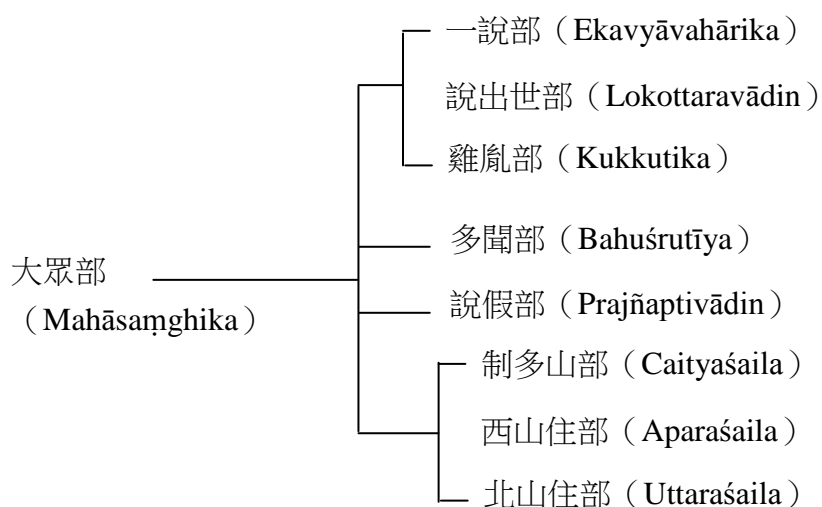 一說部（Ekavyāvahārika）
說出世部（Lokottaravādin）
雞胤部（Kukkutika）
多聞部（Bahuśrutīya）
大眾部
（Mahāsaṃghika）
說假部（Prajñaptivādin）
制多山部（Caityaśaila）
西山住部（Aparaśaila）
北山住部（Uttaraśaila）